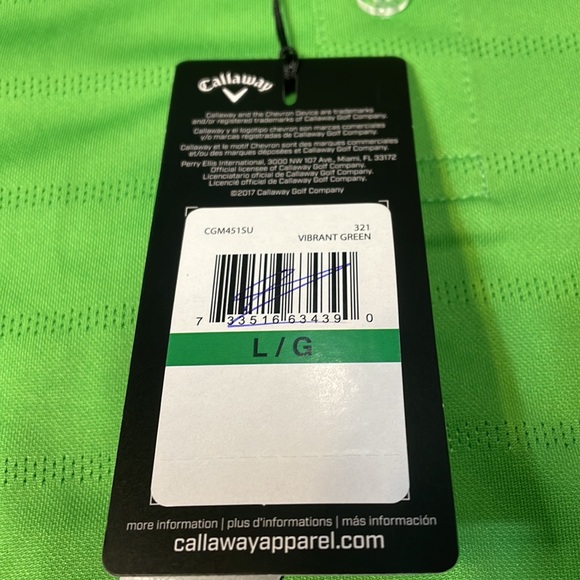 Callaway
Callaway and the Chevron Device are trademarks
and/or registered trademarks of Callaway Golf Company.
Callaway y el logotipo chevron son marcas comerciales
y/o marcas registradas de Callaway Golf Company.
Callaway et le motif Chevron sont des marques commerciales
et/ou des marques déposées et Callaway Golf Company.
Perry Ellis International, 3000 NW 107 Ave., Miami, FL 33172
Official licensee of Callaway Golf Company.
Licenciatario oficial de Callaway Golf Company.
Licencié officiel de Callaway Golf Company.
©2017 Callaway Golf Company
CGM451SU 321
VIBRANT GREEN
7 33516 63439 0
L / G
more information | plus d'informations | más información
callawayapparel.com